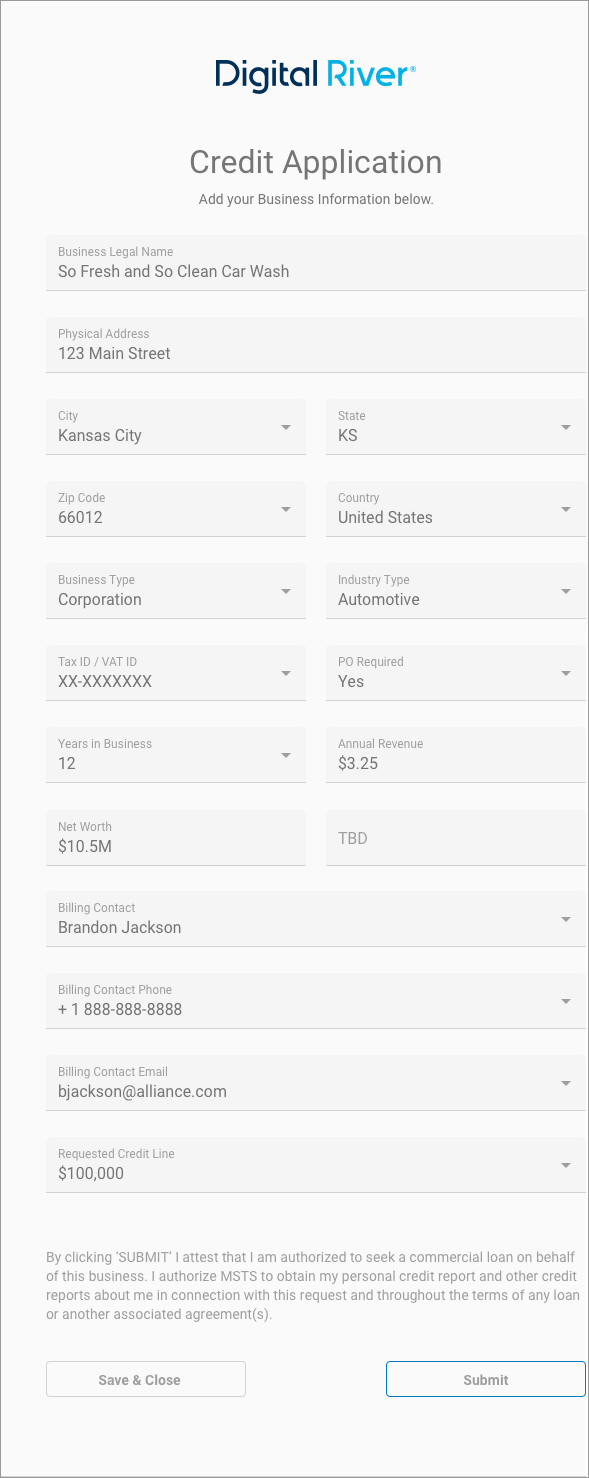 Digital River®
Credit Application
Add your Business Information below.
Business Legal Name
So Fresh and So Clean Car Wash
Physical Address
123 Main Street
City
Kansas City
State
KS
Zip Code
66012
Country
United States
Business Type
Corporation
Industry Type
Automotive
Tax ID / VAT ID
XX-XXXXXXX
PO Required
Yes
Years in Business
12
Annual Revenue
$3.25
Net Worth
$10.5M
TBD
Billing Contact
Brandon Jackson
Billing Contact Phone
+ 1 888-888-8888
Billing Contact Email
bjackson@alliance.com
Requested Credit Line
$100,000
By clicking ‘SUBMIT’ I attest that I am authorized to seek a commercial loan on behalf
of this business. I authorize MSTS to obtain my personal credit report and other credit
reports about me in connection with this request and throughout the terms of any loan
or another associated agreement(s).
Save & Close
Submit